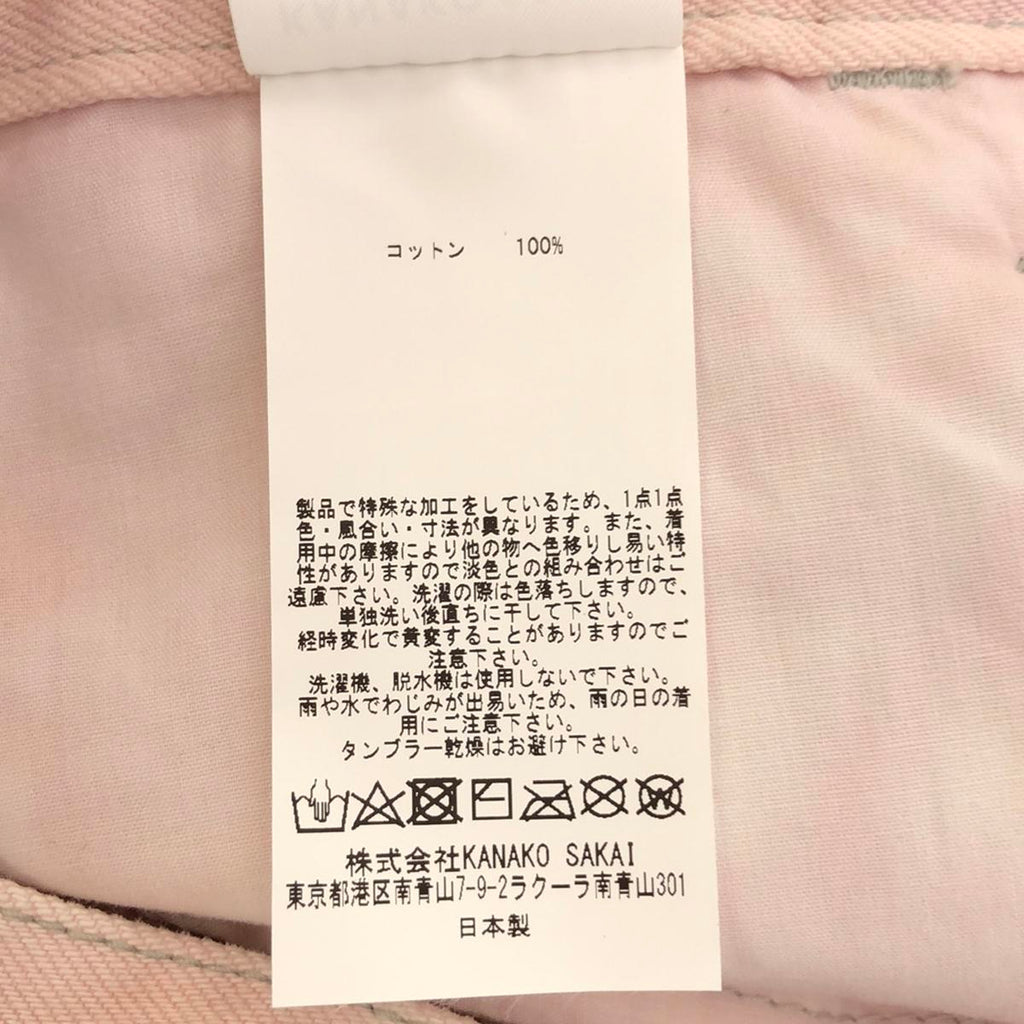 コットン 100%
製品で特殊な加工をしているため、1点1点
色・風合い・寸法が異なります。また、着
用中の摩擦により他の物へ色移りし易い特
性がありますので淡色との組み合わせはご
遠慮下さい。洗濯の際は色落ちしますので、
単独洗い後直ちに干して下さい。
経時変化で黄変することがありますのでご
注意下さい。
洗濯機、脱水機は使用しないで下さい。
雨や水でわじみが出易いため、雨の日の着
用にご注意下さい。
タンブラー乾燥はお避け下さい。
W
株式会社KANAKO SAKAI
東京都港区南青山7-9-2ラクーラ南青山301
日本製